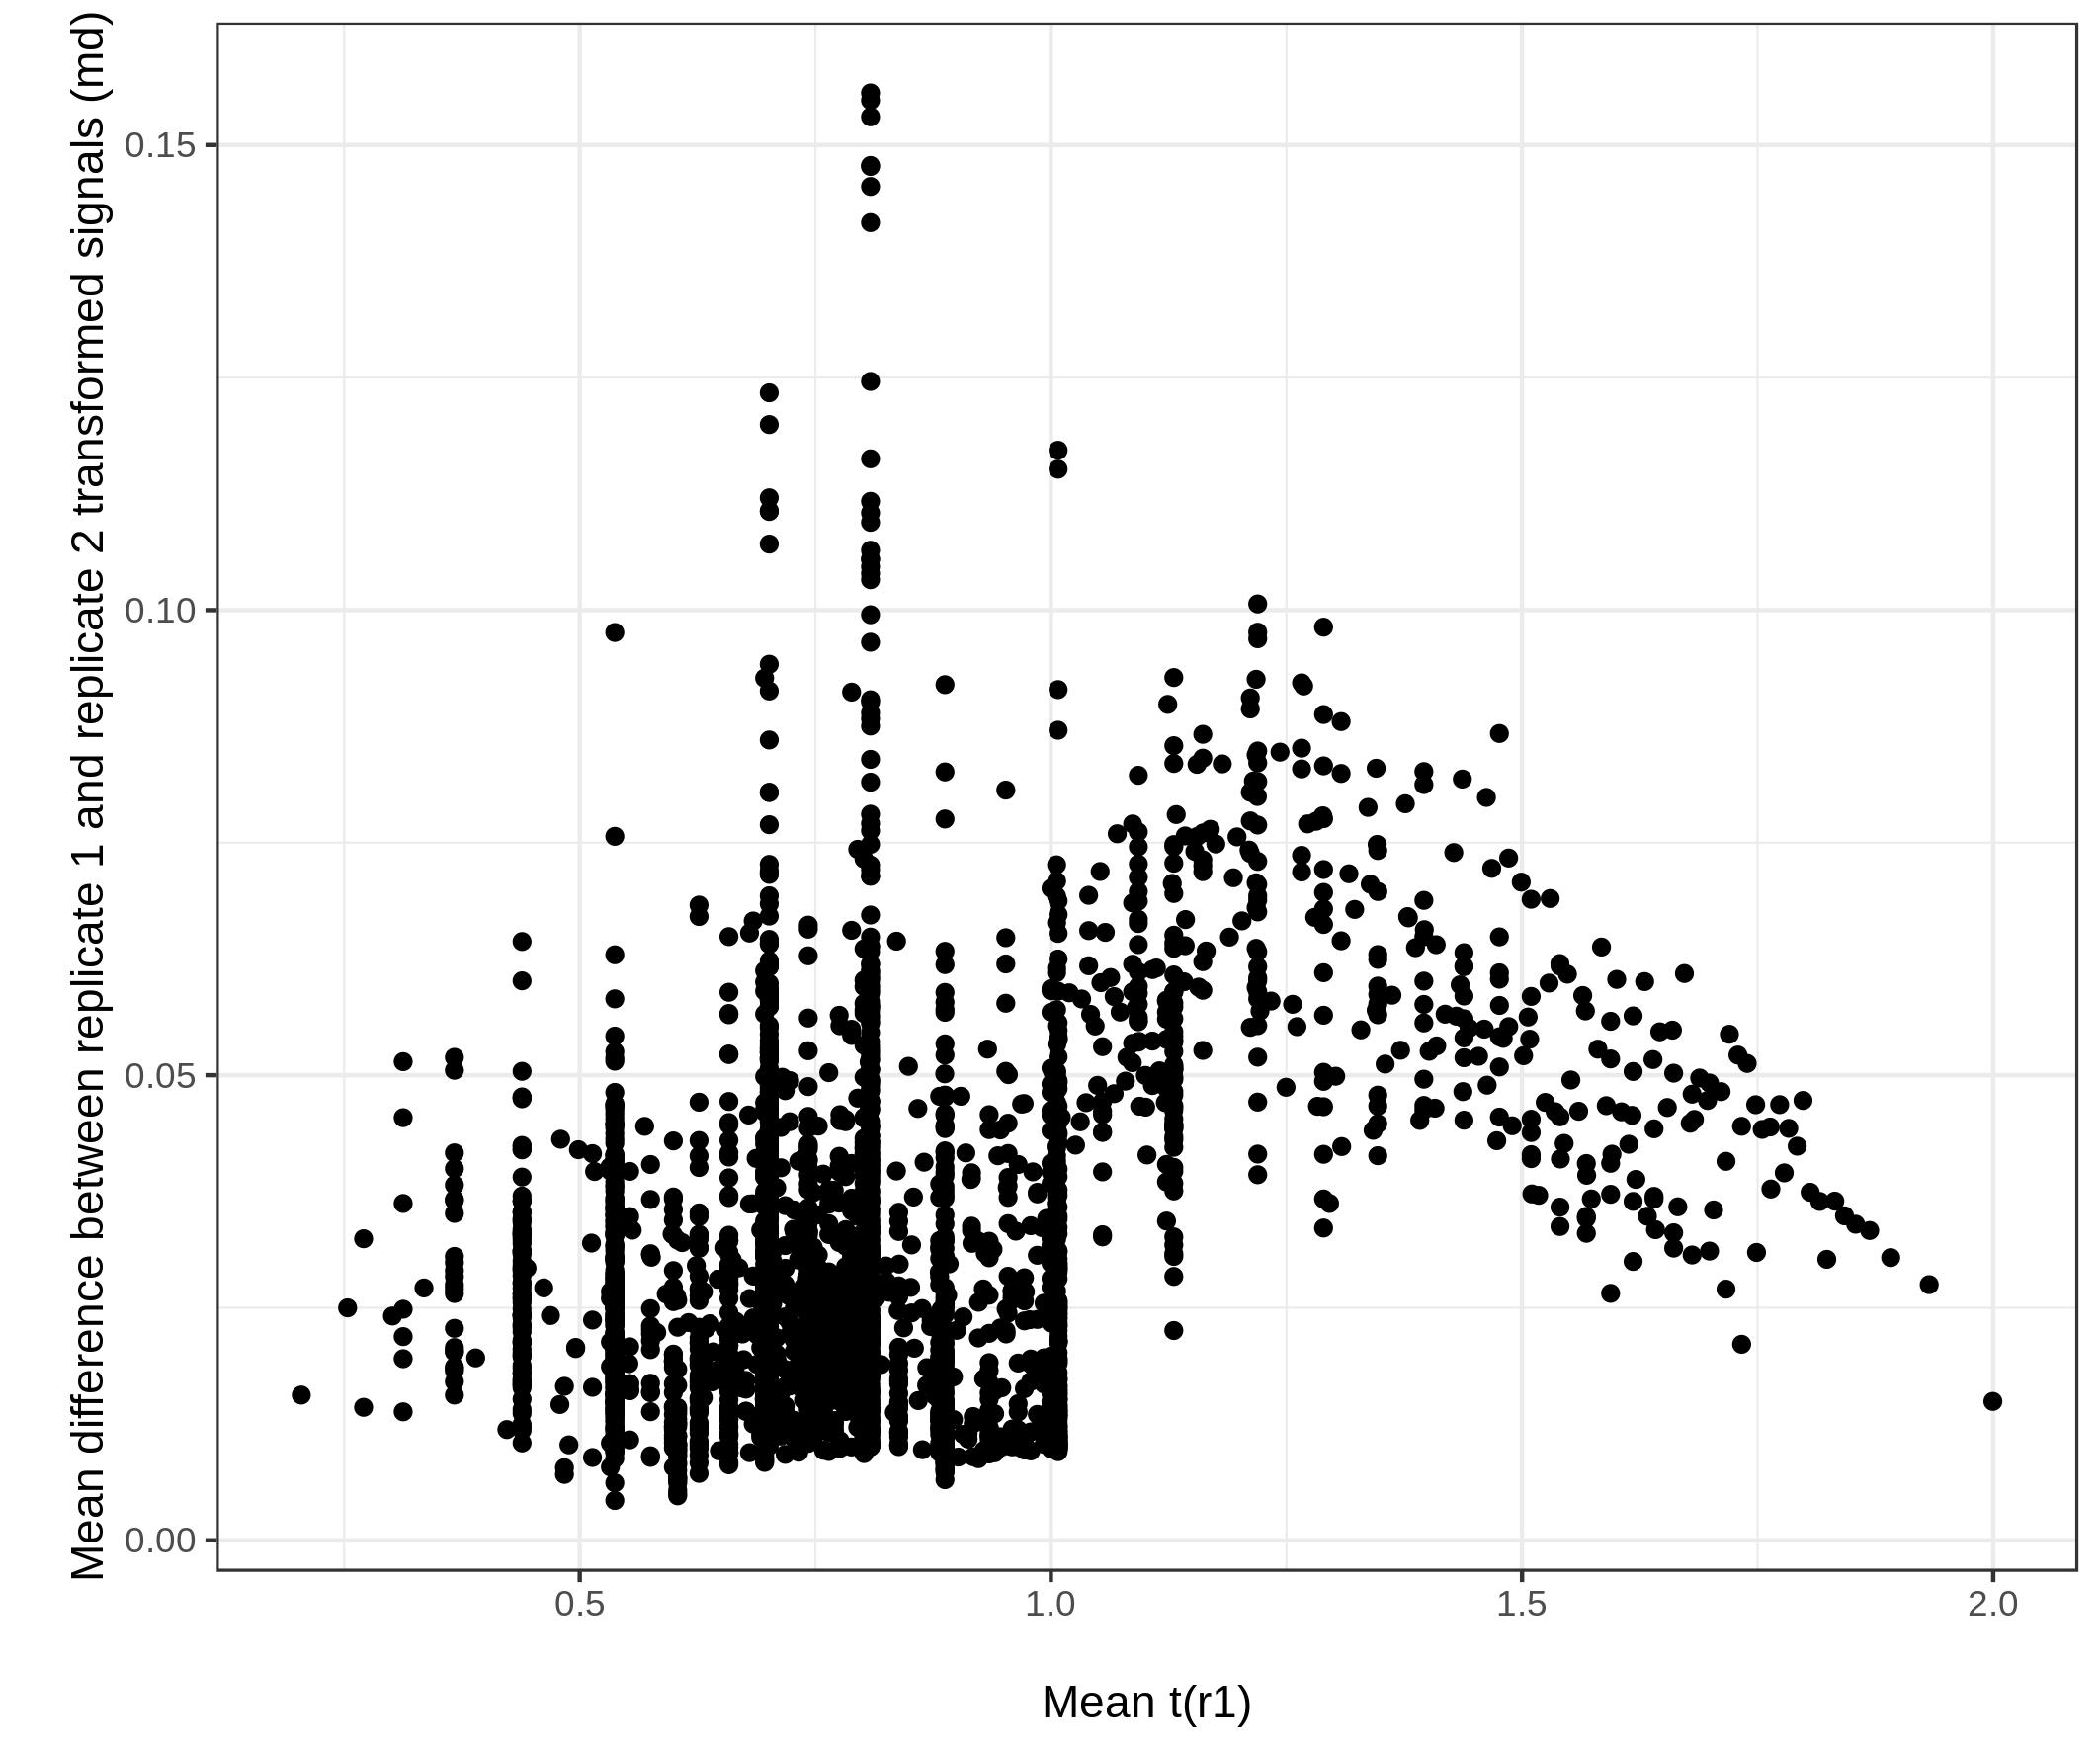 Mean difference between replicate 1 and replicate 2 transformed signals (md)
0.15
0.10
0.05
0.00
0.5 1.0 1.5 2.0
Mean t(r1)